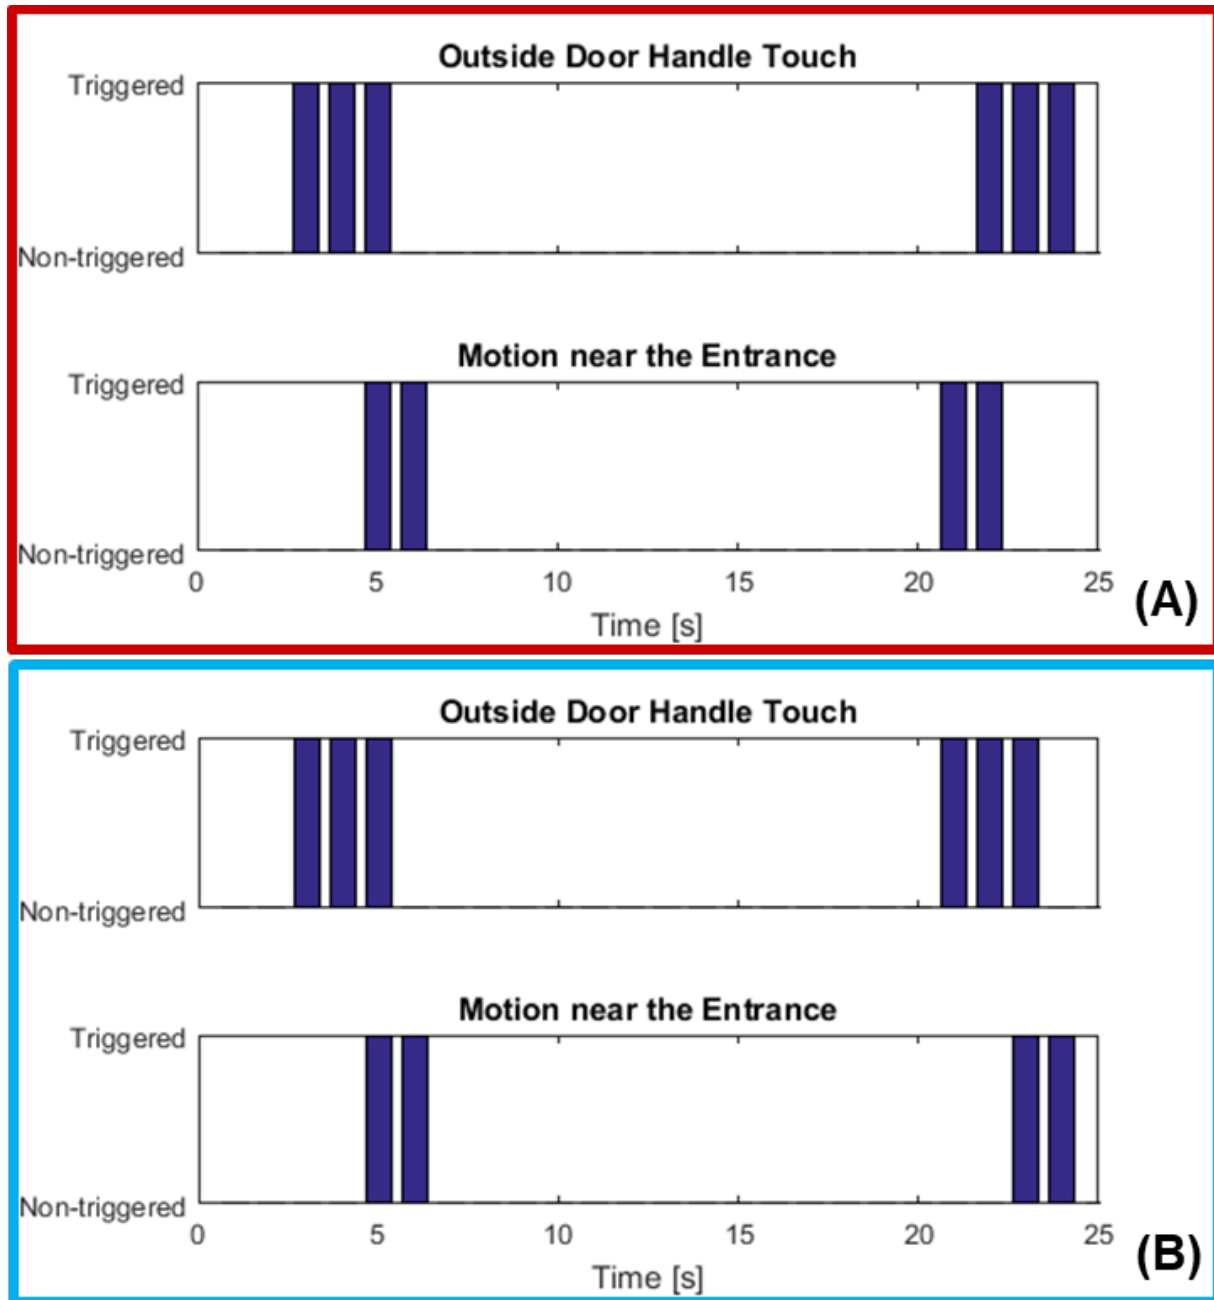 Outside Door Handle Touch
Triggered
Non-triggered
Motion near the Entrance
Triggered
Non-triggered
0 5 10 15 20 25
Time [s]
(A)
Outside Door Handle Touch
Triggered
Non-triggered
Motion near the Entrance
Triggered
Non-triggered
0 5 10 15 20 25
Time [s]
(B)